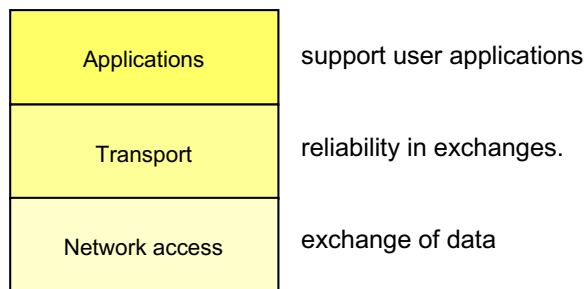 Applications
support user applications
Transport
reliability in exchanges.
Network access
exchange of data